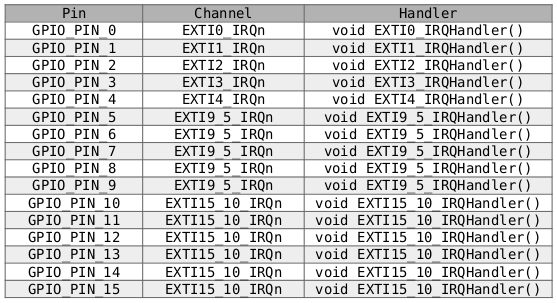 Pin Channel Handler
GPIO_PIN_0 EXTI0_IRQn void EXTI0_IRQHandler()
GPIO_PIN_1 EXTI1_IRQn void EXTI1_IRQHandler()
GPIO_PIN_2 EXTI2_IRQn void EXTI2_IRQHandler()
GPIO_PIN_3 EXTI3_IRQn void EXTI3_IRQHandler()
GPIO_PIN_4 EXTI4_IRQn void EXTI4_IRQHandler()
GPIO_PIN_5 EXTI9_5_IRQn void EXTI9_5_IRQHandler()
GPIO_PIN_6 EXTI9_5_IRQn void EXTI9_5_IRQHandler()
GPIO_PIN_7 EXTI9_5_IRQn void EXTI9_5_IRQHandler()
GPIO_PIN_8 EXTI9_5_IRQn void EXTI9_5_IRQHandler()
GPIO_PIN_9 EXTI9_5_IRQn void EXTI9_5_IRQHandler()
GPIO_PIN_10 EXTI15_10_IRQn void EXTI15_10_IRQHandler()
GPIO_PIN_11 EXTI15_10_IRQn void EXTI15_10_IRQHandler()
GPIO_PIN_12 EXTI15_10_IRQn void EXTI15_10_IRQHandler()
GPIO_PIN_13 EXTI15_10_IRQn void EXTI15_10_IRQHandler()
GPIO_PIN_14 EXTI15_10_IRQn void EXTI15_10_IRQHandler()
GPIO_PIN_15 EXTI15_10_IRQn void EXTI15_10_IRQHandler()